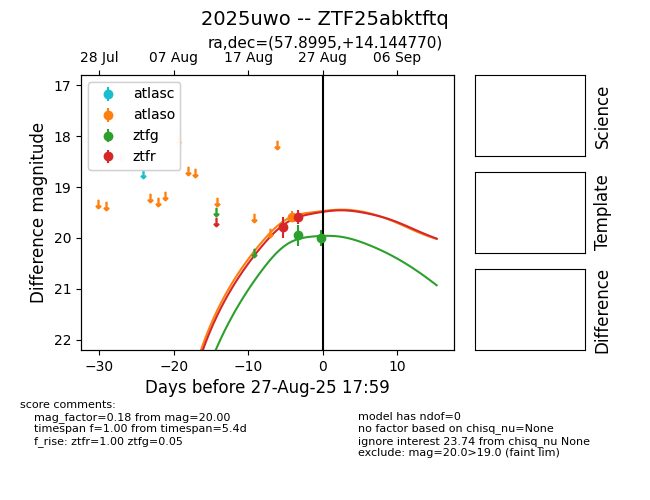 2025uwo -- ZTF25abktftq
ra,dec=(57.8995,+14.144770)
28 Jul 07 Aug 17 Aug 27 Aug 06 Sep
17
18
19
20
21
22
Difference magnitude
atlasc
atlaso
ztfg
ztfr
−30 −20 −10 0 10
Days before 27-Aug-25 17:59
Science
Template
Difference
score comments:
mag_factor=0.18 from mag=20.00
timespan f=1.00 from timespan=5.4d
f_rise: ztfr=1.00 ztfg=0.05
model has ndof=0
no factor based on chisq_nu=None
ignore interest 23.74 from chisq_nu None
exclude: mag=20.0>19.0 (faint lim)